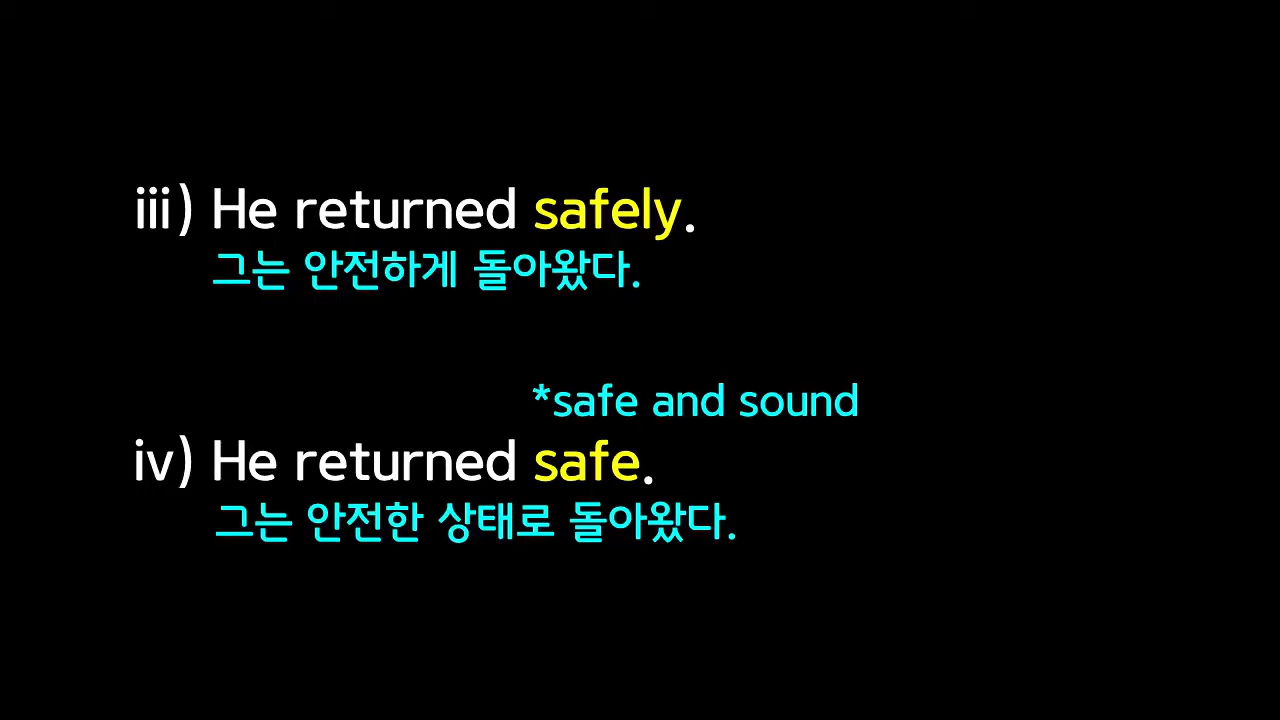 iii) He returned safely.
그는 안전하게 돌아왔다.
*safe and sound
iv) He returned safe.
그는 안전한 상태로 돌아왔다.